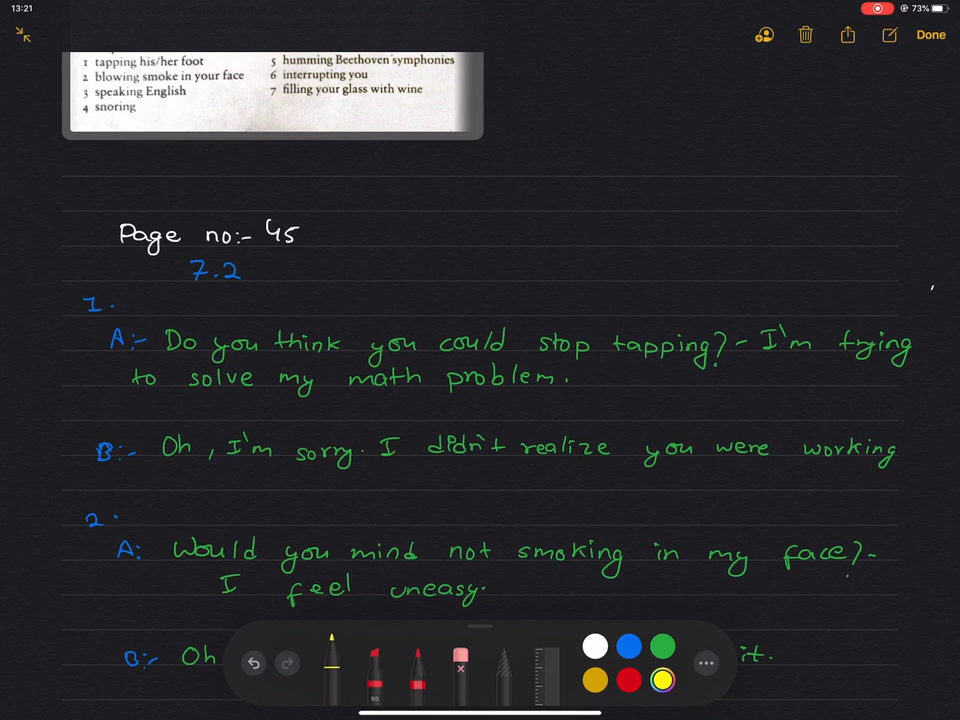 13:21
73%
Done
1 tapping his/her foot
2 blowing smoke in your face
3 speaking English
4 snoring
5 humming Beethoven symphonies
6 interrupting you
7 filling your glass with wine
Page no:- 45
7.2
1.
A:- Do you think you could stop tapping?- I'm trying
to solve my math problem.
B:- Oh, I'm sorry. I didn't realize you were working
2.
A: Would you mind not smoking in my face?-
I feel uneasy.
B:- Oh it.
80